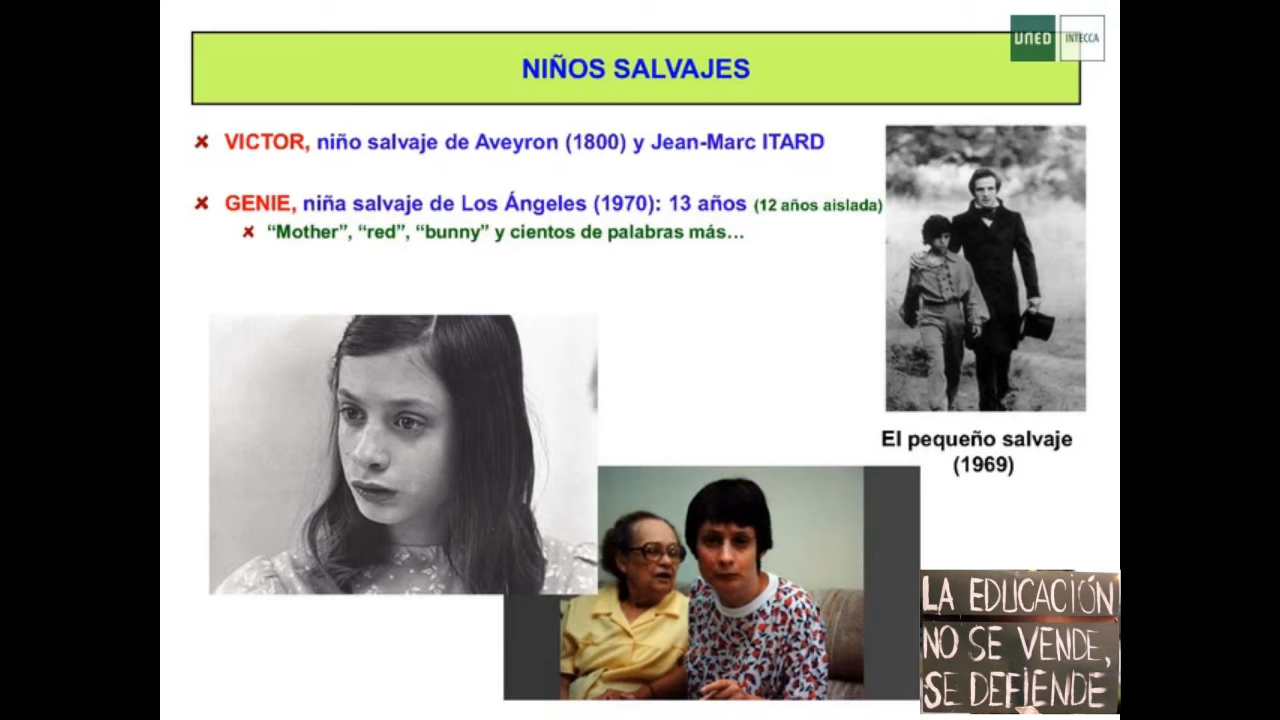 UNED
INTECCA
NIÑOS SALVAJES
VICTOR, niño salvaje de Aveyron (1800) y Jean-Marc ITARD
GENIE, niña salvaje de Los Ángeles (1970): 13 años (12 años aislada)
“Mother”, “red”, “bunny” y cientos de palabras más…
El pequeño salvaje
(1969)
LA EDUCACIÓN
NO SE VENDE,
SE DEFIENDE